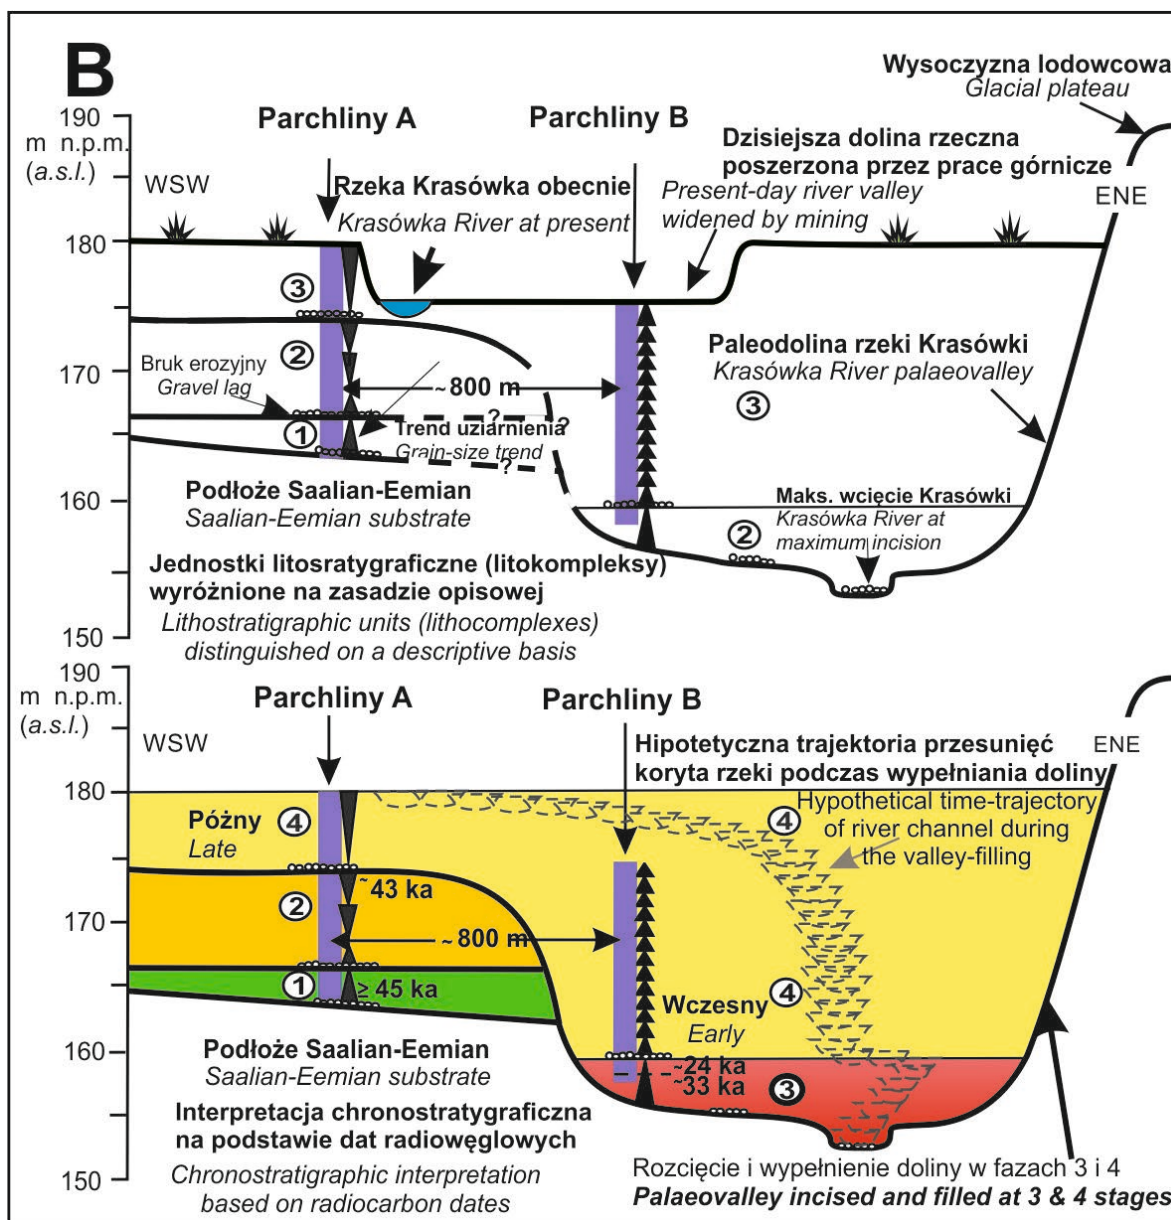 B
Wysoczyzna lodowcowa
Glacial plateau
190
m n.p.m.
(a.s.l.)
Parchliny A
Parchliny B
Dzisiejsza dolina rzeczna
poszerzona przez prace górnicze
Present-day river valley
widened by mining
WSW
Rzeka Krasówka obecnie
Krasówka River at present
ENE
180
3
2
170
Bruk erozyjny
Gravel lag
~ 800 m
Paleodolina rzeki Krasówki
Krasówka River palaeovalley
3
1
?
?
Trend uziarnienia
Grain-size trend
?
160
Podłoże Saalian-Eemian
Saalian-Eemian substrate
Maks. wcięcie Krasówki
Krasówka River at
maximum incision
2
Jednostki litosratygraficzne (litokompleksy)
wyróżnione na zasadzie opisowej
Lithostratigraphic units (lithocomplexes)
distinguished on a descriptive basis
150
190
m n.p.m.
(a.s.l.)
Parchliny A
Parchliny B
WSW
Hipotetyczna trajektoria przesunięć
koryta rzeki podczas wypełniania doliny
ENE
Hypothetical time-trajectory
of river channel during
the valley-filling
180
Póżny
Late
4
4
~43 ka
2
170
~ 800 m
1
≥ 45 ka
4
Wczesny
Early
160
~24 ka
~33 ka
3
Podłoże Saalian-Eemian
Saalian-Eemian substrate
Interpretacja chronostratygraficzna
na podstawie dat radiowęglowych
Chronostratigraphic interpretation
based on radiocarbon dates
150
Rozcięcie i wypełnienie doliny w fazach 3 i 4
Palaeovalley incised and filled at 3 & 4 stages